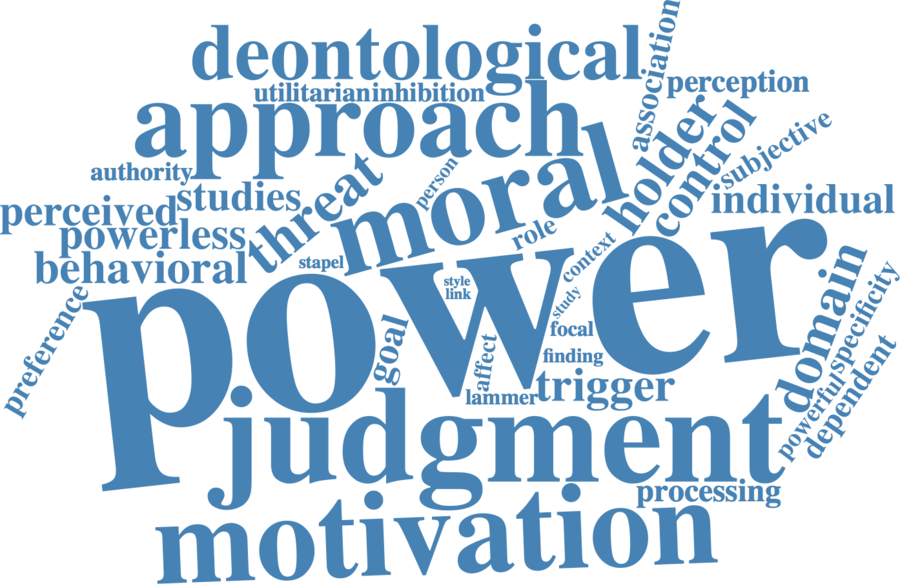 deontological
association
utilitarian inhibition
perception
approach
holder
control
subjective
authority
person
moral
threat
studies
individual
perceived
powerless
role
context
behavioral
stapel
power
style
link
study
domain
specificity
preference
goal
affect
focal
finding
powerful
dependent
lammer
trigger
judgment
processing
motivation